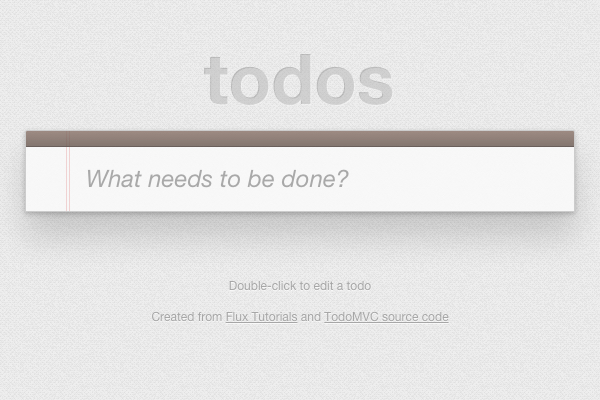 todos
What needs to be done?
Double-click to edit a todo
Created from Flux Tutorials and TodoMVC source code